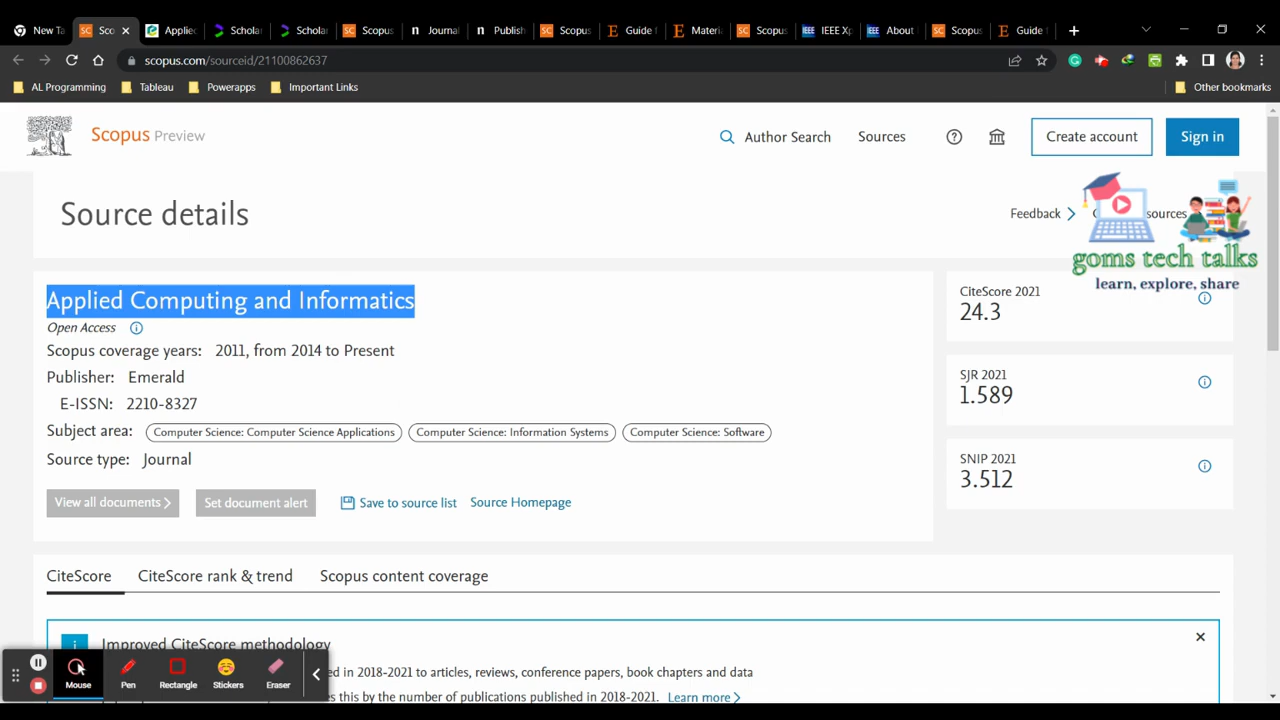 New Ta
Sco
Applied
Schola
Schola
Scopus
Journa
Publish
Scopus
Guide f
Materia
Scopus
IEEE Xp
About
Scopus
Guide f
scopus.com/sourceid/21100862637
AL Programming
Tableau
Powerapps
Important Links
Other bookmarks
Scopus Preview
Author Search
Sources
Create account
Sign in
Source details
Feedback
sources
goms tech talks
learn, explore, share
Applied Computing and Informatics
Open Access
Scopus coverage years: 2011, from 2014 to Present
Publisher: Emerald
E-ISSN: 2210-8327
Subject area: Computer Science: Computer Science Applications Computer Science: Information Systems Computer Science: Software
Source type: Journal
View all documents
Set document alert
Save to source list
Source Homepage
CiteScore 2021
24.3
SJR 2021
1.589
SNIP 2021
3.512
CiteScore
CiteScore rank & trend
Scopus content coverage
Improved CiteScore methodology
ed in 2018-2021 to articles, reviews, conference papers, book chapters and data
es this by the number of publications published in 2018-2021. Learn more
Mouse
Pen
Rectangle
Stickers
Eraser